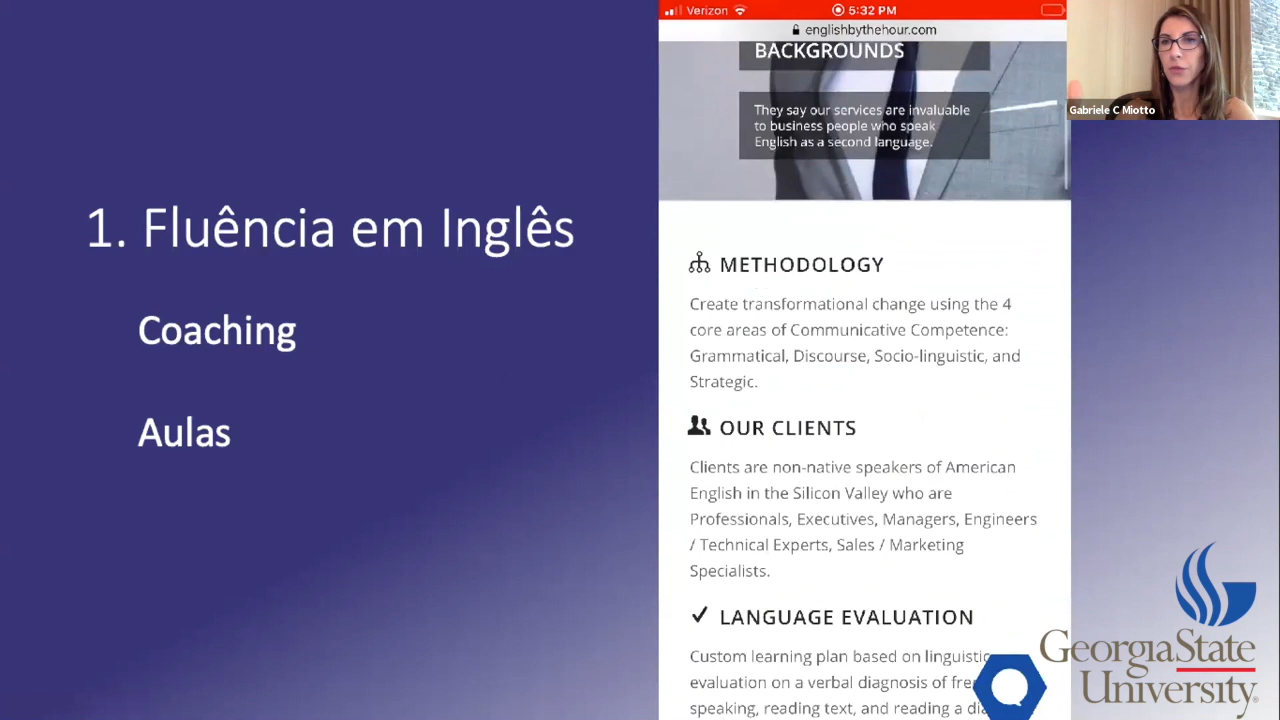 1. Fluência em Inglês
Coaching
Aulas
Verizon
5:32 PM
englishbythehour.com
BACKGROUNDS
They say our services are invaluable
to business people who speak
English as a second language.
METHODOLOGY
Create transformational change using the 4
core areas of Communicative Competence:
Grammatical, Discourse, Socio-linguistic, and
Strategic.
OUR CLIENTS
Clients are non-native speakers of American
English in the Silicon Valley who are
Professionals, Executives, Managers, Engineers
/ Technical Experts, Sales / Marketing
Specialists.
LANGUAGE EVALUATION
Custom learning plan based on linguistic
evaluation on a verbal diagnosis of
speaking, reading text, and reading a
Gabriele C Miotto
GeorgiaState
University